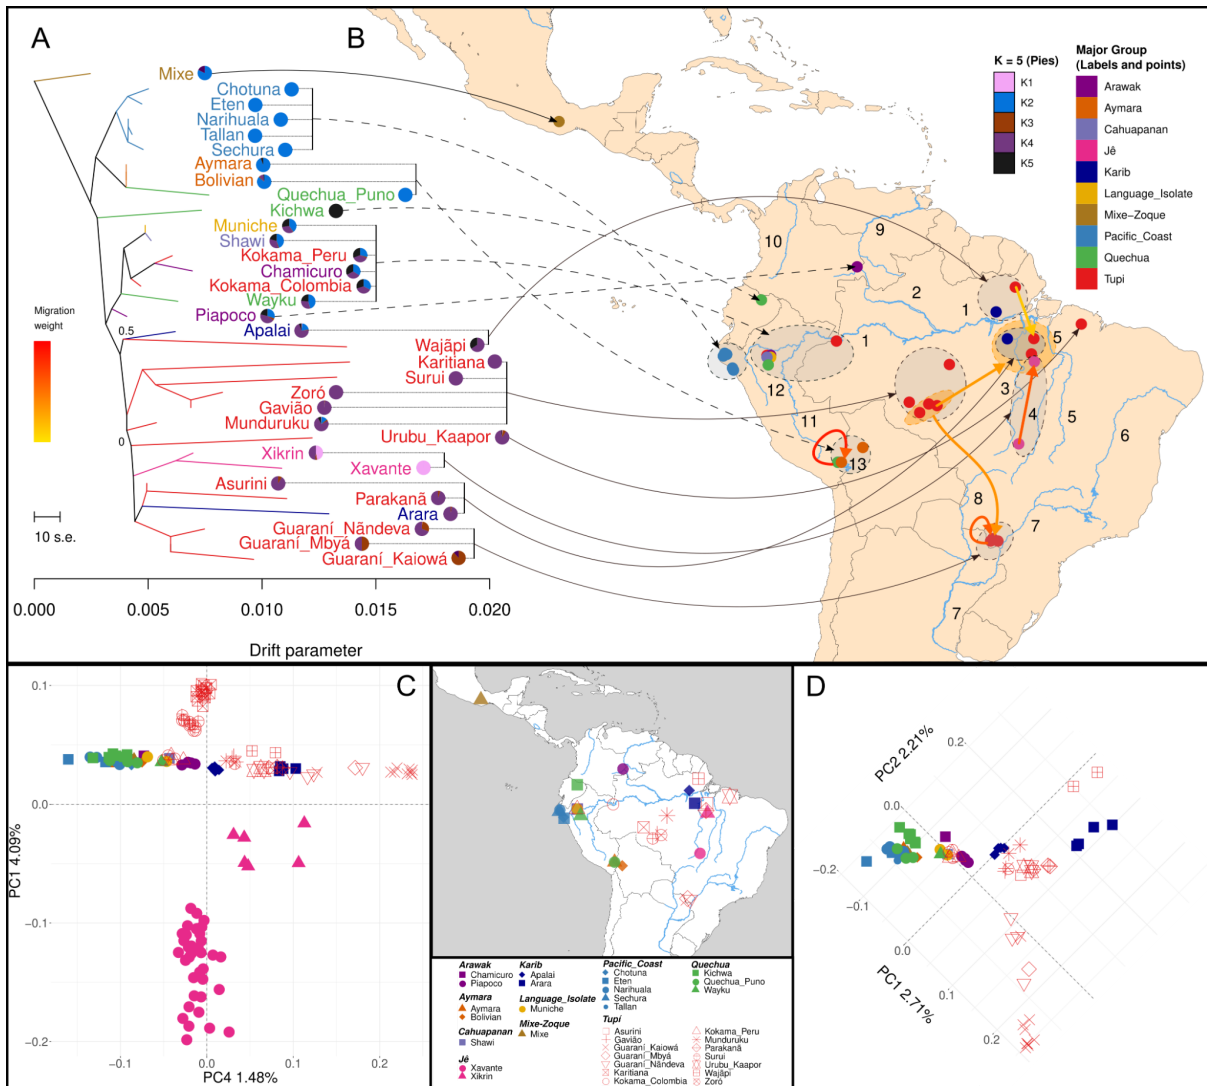 A
B
Mixe
Chotuna
Eten
Narihuala
Tallan
Sechura
Aymara
Bolivian
Quechua_Puno
Kichwa
Muniche
Shawi
Kokama_Peru
Chamicuro
Kokama_Colombia
Wayku
Piapoco
Apalai
Wajãpi
Karitiana
Surui
Zoró
Gavião
Munduruku
Urubu_Kaapor
Xikrin
Xavante
Asurini
Parakanã
Arara
Guaraní_Nãndeva
Guaraní_Mbyá
Guaraní_Kaiowá
Migration
weight
0.5
0
10 s.e.
0.000
0.005
0.010
0.015
0.020
Drift parameter
K = 5 (Pies)
K1
K2
K3
K4
K5
Major Group
(Labels and points)
Arawak
Aymara
Cahuapanan
Jê
Karib
Language_Isolate
Mixe−Zoque
Pacific_Coast
Quechua
Tupi
10
9
2
1
1
5
3
12
4
5
11
6
13
8
7
7
C
0.1
0.0
−0.1
−0.2
PC1 4.09%
−0.1
0.0
0.1
0.2
PC4 1.48%
Arawak
Chamicuro
Piapoco
Aymara
Aymara
Bolivian
Cahuapanan
Shawi
Jê
Xavante
Xikrin
Karib
Apalai
Arara
Language_Isolate
Muniche
Mixe-Zoque
Mixe
Pacific_Coast
Chotuna
Eten
Narihuala
Sechura
Tallan
Quechua
Kichwa
Quechua_Puno
Wayku
Tupí
Asurini
Gavião
Guaraní_Kaiowá
Guaraní_Mbyá
Guaraní_Nãndeva
Karitiana
Kokama_Colombia
Kokama_Peru
Munduruku
Parakanã
Surui
Urubu_Kaapor
Wajãpi
Zoró
D
PC2 2.21%
0.2
0.0
−0.2
−0.1
0.0
0.1
0.2
PC1 2.71%